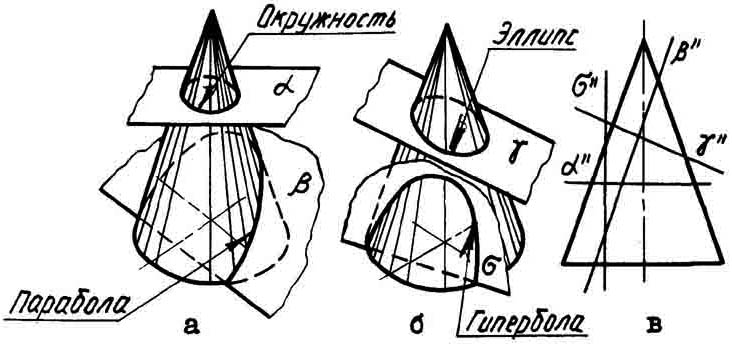 Окружность
α
β
Парабола
а
Эллипс
γ
σ
Гипербола
б
β"
σ"
γ"
α"
в